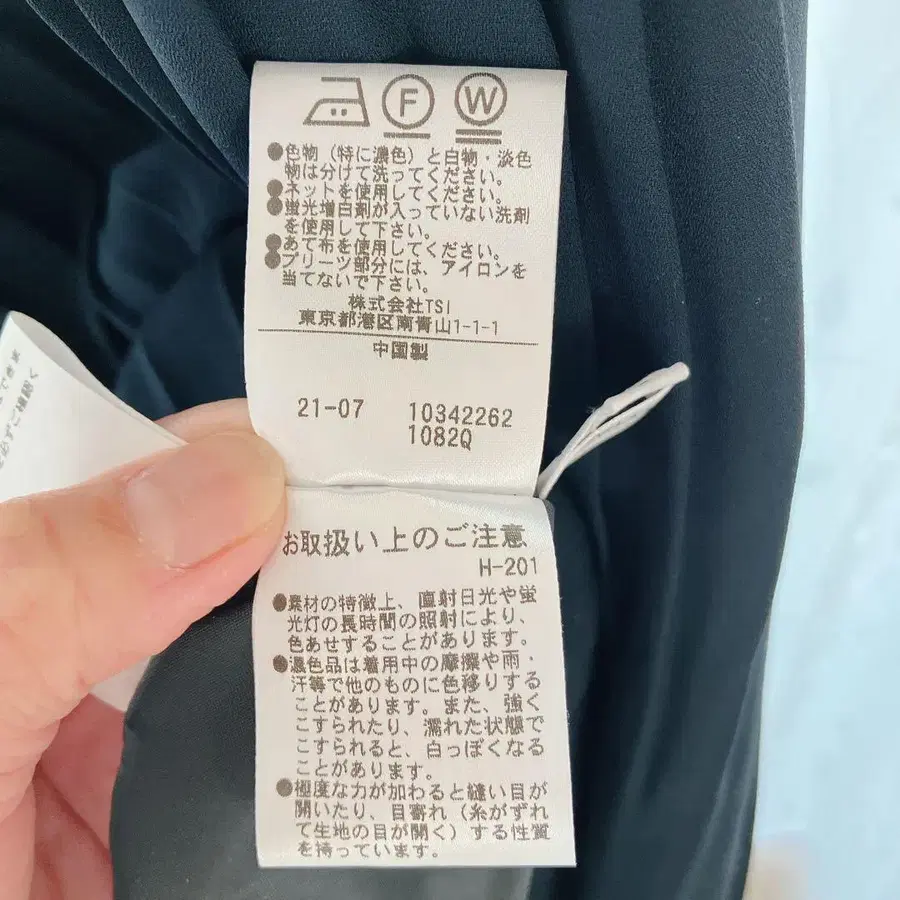 F W
●色物（特に濃色）と白物・淡色
物は分けて洗ってください。
●ネットを使用してください。
●蛍光増白剤が入っていない洗剤
を使用して下さい。
●あて布を使用してください。
●プリーツ部分には、アイロンを
当てないで下さい。
株式会社TSI
東京都港区南青山1-1-1
中国製
21-07 10342262
1082Q
お取扱い上のご注意
H-201
●素材の特徴上、直射日光や蛍
光灯の長時間の照射により、
色あせすることがあります。
●濃色品は着用中の摩擦や雨・
汗等で他のものに色移りする
ことがあります。また、強く
こすられたり、濡れた状態で
こすられると、白っぽくなる
ことがあります。
●極度な力が加わると縫い目が
開いたり、目寄れ（糸がずれ
て生地の目が開く）する性質
を持っています。